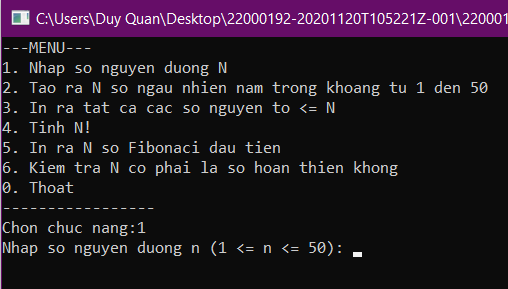 C:\Users\Duy Quan\Desktop\22000192-20201120T105221Z-001\220001
---MENU---
1. Nhap so nguyen duong N
2. Tao ra N so ngau nhien nam trong khoang tu 1 den 50
3. In ra tat ca cac so nguyen to <= N
4. Tinh N!
5. In ra N so Fibonaci dau tien
6. Kiem tra N co phai la so hoan thien khong
0. Thoat
-----------------
Chon chuc nang:1
Nhap so nguyen duong n (1 <= n <= 50):